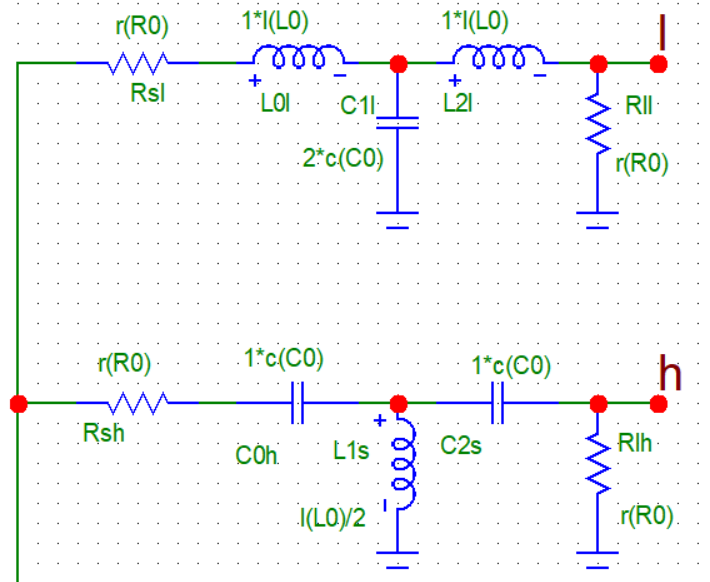 r(R0)
1*l(L0)
1*l(L0)
l
Rsl
+
−
L0l
C1l
+
−
L2l
Rll
2*c(C0)
r(R0)
r(R0)
1*c(C0)
1*c(C0)
h
Rsh
C0h
+
L1s
C2s
Rlh
−
l(L0)/2
r(R0)